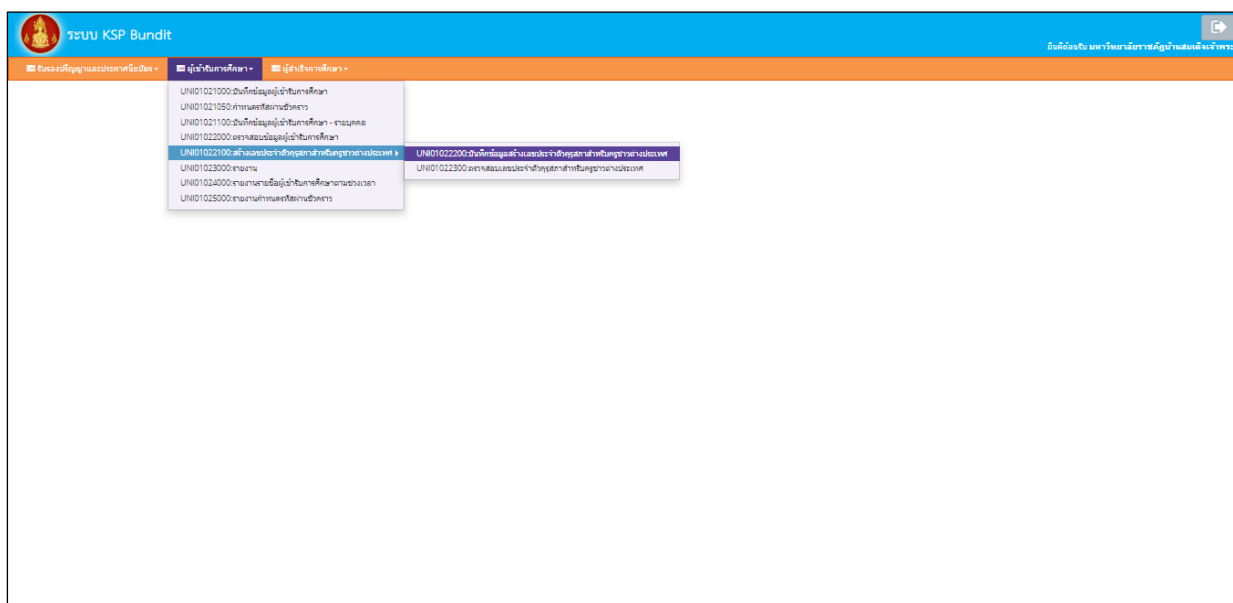 ระบบ KSP Bundit
ยินดีต้อนรับ มหาวิทยาลัยราชภัฏบ้านสมเด็จเจ้าพระ
รับรองปริญญาและประกาศนียบัตร
ผู้เข้ารับการศึกษา
ผู้สำเร็จการศึกษา
UNI01021000:บันทึกข้อมูลผู้เข้ารับการศึกษา
UNI01021050:กำหนดรหัสผ่านชั่วคราว
UNI01021100:บันทึกข้อมูลผู้เข้ารับการศึกษา - รายบุคคล
UNI01022000:ตรวจสอบข้อมูลผู้เข้ารับการศึกษา
UNI01022100:สร้างเลขประจำตัวคุรุสภาสำหรับครูชาวต่างประเทศ
UNI01022200:บันทึกข้อมูลสร้างเลขประจำตัวคุรุสภาสำหรับครูชาวต่างประเทศ
UNI01023000:รายงาน
UNI01022300:ตรวจสอบเลขประจำตัวคุรุสภาสำหรับครูชาวต่างประเทศ
UNI01024000:รายงานรายชื่อผู้เข้ารับการศึกษาตามช่วงเวลา
UNI01025000:รายงานกำหนดรหัสผ่านชั่วคราว